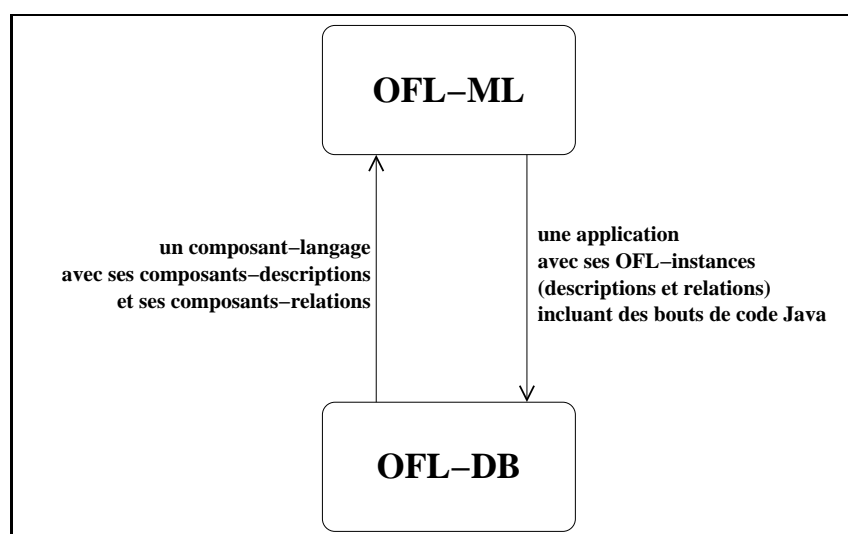 OFL−ML
un composant−langage
avec ses composants−descriptions
et ses composants−relations
une application
avec ses OFL−instances
(descriptions et relations)
incluant des bouts de code Java
OFL−DB